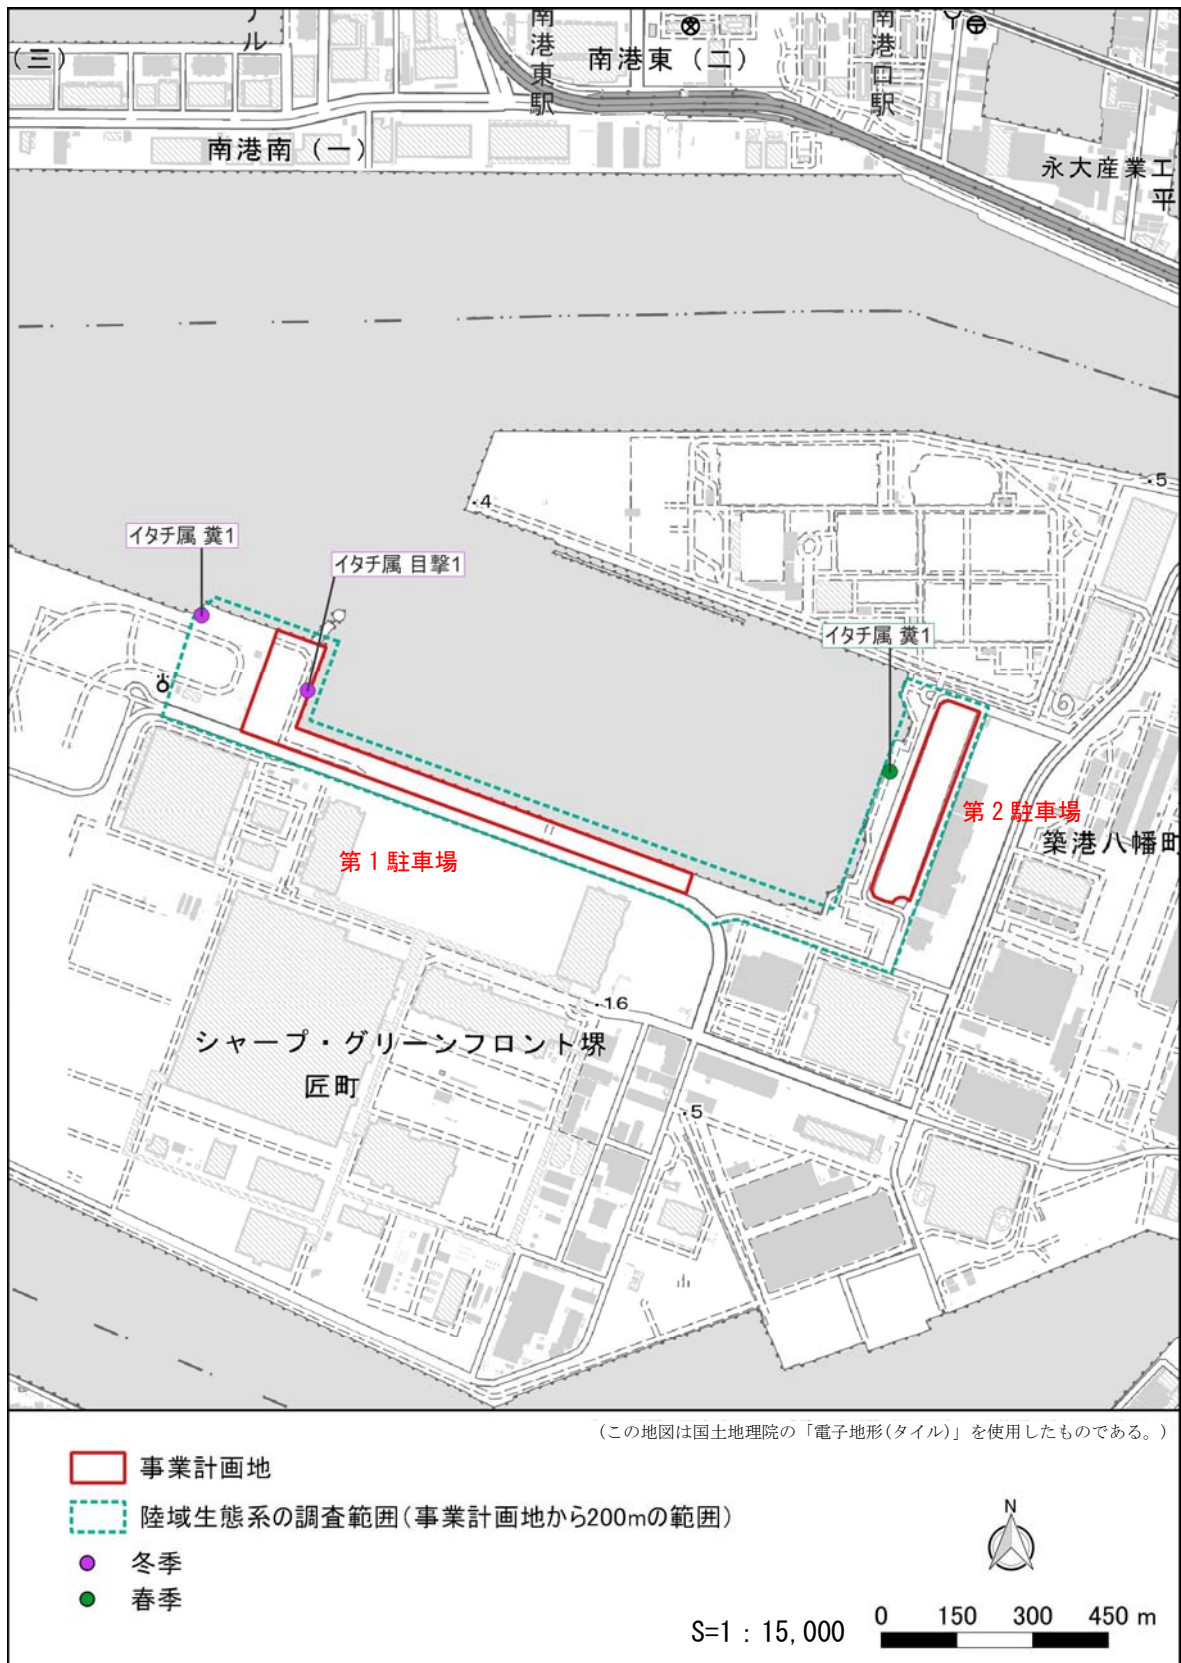 ナル
南港東駅
南港東（二）
南港口駅
（三）
南港南（一）
永大産業工
平
.5
.4
イタチ属 糞1
イタチ属 目撃1
イタチ属 糞1
第2駐車場
築港八幡町
第1駐車場
.16
シャープ・グリーンフロント堺
匠町
.5
（この地図は国土地理院の「電子地形(タイル)」を使用したものである。）
事業計画地
陸域生態系の調査範囲(事業計画地から200mの範囲)
冬季
春季
N
S=1：15,000
0 150 300 450 m